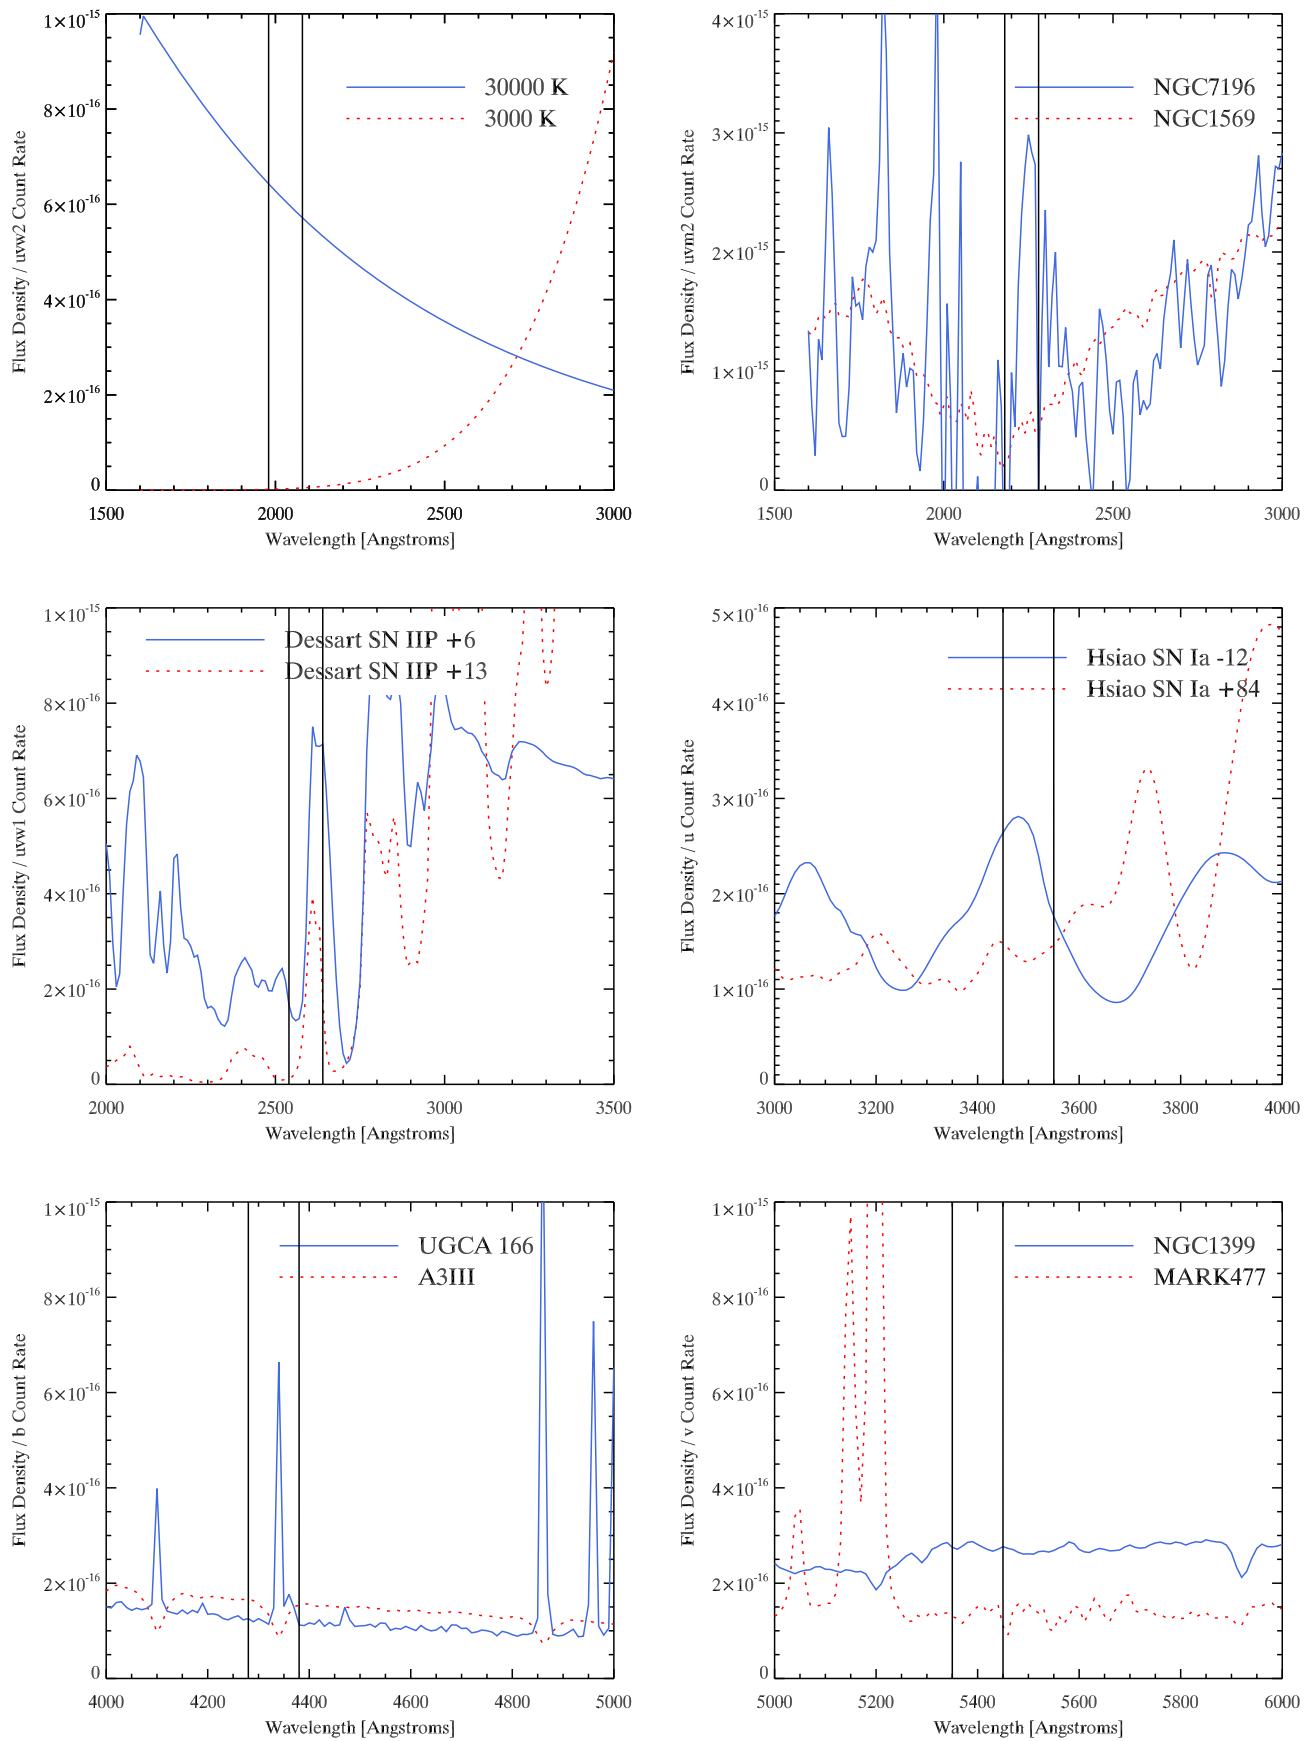 Flux Density / uvw2 Count Rate
1×10⁻¹⁵
8×10⁻¹⁶
6×10⁻¹⁶
4×10⁻¹⁶
2×10⁻¹⁶
0
30000 K
3000 K
1500 2000 2500 3000
Wavelength [Angstroms]
Flux Density / uvm2 Count Rate
4×10⁻¹⁵
3×10⁻¹⁵
2×10⁻¹⁵
1×10⁻¹⁵
0
NGC7196
NGC1569
1500 2000 2500 3000
Wavelength [Angstroms]
Flux Density / uvw1 Count Rate
1×10⁻¹⁵
8×10⁻¹⁶
6×10⁻¹⁶
4×10⁻¹⁶
2×10⁻¹⁶
0
Dessart SN IIP +6
Dessart SN IIP +13
2000 2500 3000 3500
Wavelength [Angstroms]
Flux Density / u Count Rate
5×10⁻¹⁶
4×10⁻¹⁶
3×10⁻¹⁶
2×10⁻¹⁶
1×10⁻¹⁶
0
Hsiao SN Ia -12
Hsiao SN Ia +84
3000 3200 3400 3600 3800 4000
Wavelength [Angstroms]
Flux Density / b Count Rate
1×10⁻¹⁵
8×10⁻¹⁶
6×10⁻¹⁶
4×10⁻¹⁶
2×10⁻¹⁶
0
UGCA 166
A3III
4000 4200 4400 4600 4800 5000
Wavelength [Angstroms]
Flux Density / v Count Rate
1×10⁻¹⁵
8×10⁻¹⁶
6×10⁻¹⁶
4×10⁻¹⁶
2×10⁻¹⁶
0
NGC1399
MARK477
5000 5200 5400 5600 5800 6000
Wavelength [Angstroms]